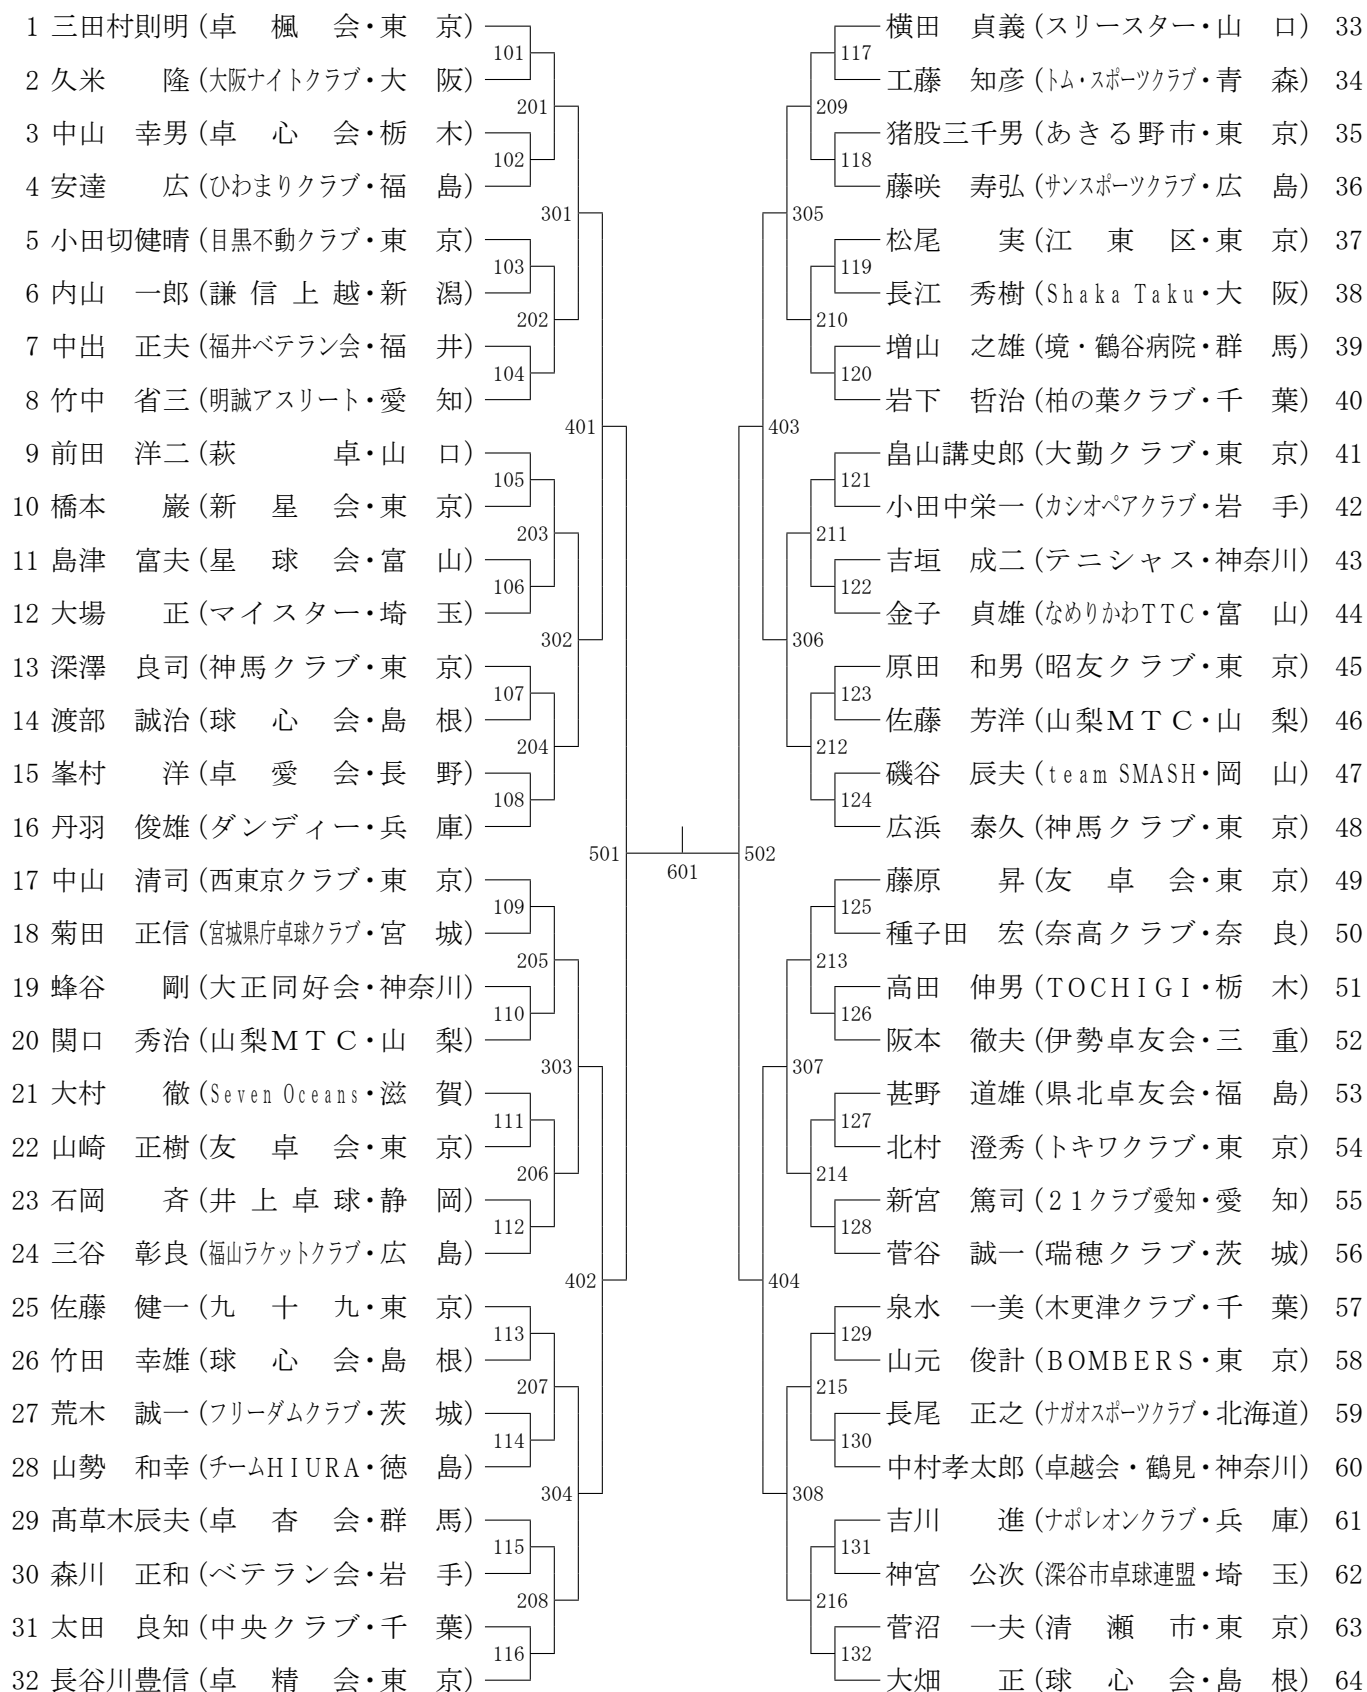 1 三田村則明 (卓楓会・東京)
101
2 久米 隆 (大阪ナイトクラブ・大阪)
201
3 中山 幸男 (卓心会・栃木)
102
4 安達 広 (ひわまりクラブ・福島)
301
5 小田切健晴 (目黒不動クラブ・東京)
103
6 内山 一郎 (謙信上越・新潟)
202
7 中出 正夫 (福井ベテラン会・福井)
104
8 竹中 省三 (明誠アスリート・愛知)
401
9 前田 洋二 (萩卓・山口)
105
10 橋本 巌 (新星会・東京)
203
11 島津 富夫 (星球会・富山)
106
12 大場 正 (マイスター・埼玉)
302
13 深澤 良司 (神馬クラブ・東京)
107
14 渡部 誠治 (球心会・島根)
204
15 峯村 洋 (卓愛会・長野)
108
16 丹羽 俊雄 (ダンディー・兵庫)
501
17 中山 清司 (西東京クラブ・東京)
109
18 菊田 正信 (宮城県庁卓球クラブ・宮城)
205
19 蜂谷 剛 (大正同好会・神奈川)
110
20 関口 秀治 (山梨MTC・山梨)
303
21 大村 徹 (Seven Oceans・滋賀)
111
22 山崎 正樹 (友卓会・東京)
206
23 石岡 斉 (井上卓球・静岡)
112
24 三谷 彰良 (福山ラケットクラブ・広島)
402
25 佐藤 健一 (九十九・東京)
113
26 竹田 幸雄 (球心会・島根)
207
27 荒木 誠一 (フリーダムクラブ・茨城)
114
28 山勢 和幸 (チームHIURA・徳島)
304
29 髙草木辰夫 (卓杏会・群馬)
115
30 森川 正和 (ベテラン会・岩手)
208
31 太田 良知 (中央クラブ・千葉)
116
32 長谷川豊信 (卓精会・東京)
601
横田 貞義 (スリースター・山口) 33
117
工藤 知彦 (トム・スポーツクラブ・青森) 34
209
猪股三千男 (あきる野市・東京) 35
118
藤咲 寿弘 (サンスポーツクラブ・広島) 36
305
松尾 実 (江東区・東京) 37
119
長江 秀樹 (Shaka Taku・大阪) 38
210
増山 之雄 (境・鶴谷病院・群馬) 39
120
岩下 哲治 (柏の葉クラブ・千葉) 40
403
畠山講史郎 (大勤クラブ・東京) 41
121
小田中栄一 (カシオペアクラブ・岩手) 42
211
吉垣 成二 (テニシャス・神奈川) 43
122
金子 貞雄 (なめりかわTTC・富山) 44
306
原田 和男 (昭友クラブ・東京) 45
123
佐藤 芳洋 (山梨MTC・山梨) 46
212
磯谷 辰夫 (team SMASH・岡山) 47
124
広浜 泰久 (神馬クラブ・東京) 48
502
藤原 昇 (友卓会・東京) 49
125
種子田 宏 (奈高クラブ・奈良) 50
213
高田 伸男 (TOCHIGI・栃木) 51
126
阪本 徹夫 (伊勢卓友会・三重) 52
307
甚野 道雄 (県北卓友会・福島) 53
127
北村 澄秀 (トキワクラブ・東京) 54
214
新宮 篤司 (21クラブ愛知・愛知) 55
128
菅谷 誠一 (瑞穂クラブ・茨城) 56
404
泉水 一美 (木更津クラブ・千葉) 57
129
山元 俊計 (BOMBERS・東京) 58
215
長尾 正之 (ナガオスポーツクラブ・北海道) 59
130
中村孝太郎 (卓越会・鶴見・神奈川) 60
308
吉川 進 (ナポレオンクラブ・兵庫) 61
131
神宮 公次 (深谷市卓球連盟・埼玉) 62
216
菅沼 一夫 (清瀬市・東京) 63
132
大畑 正 (球心会・島根) 64